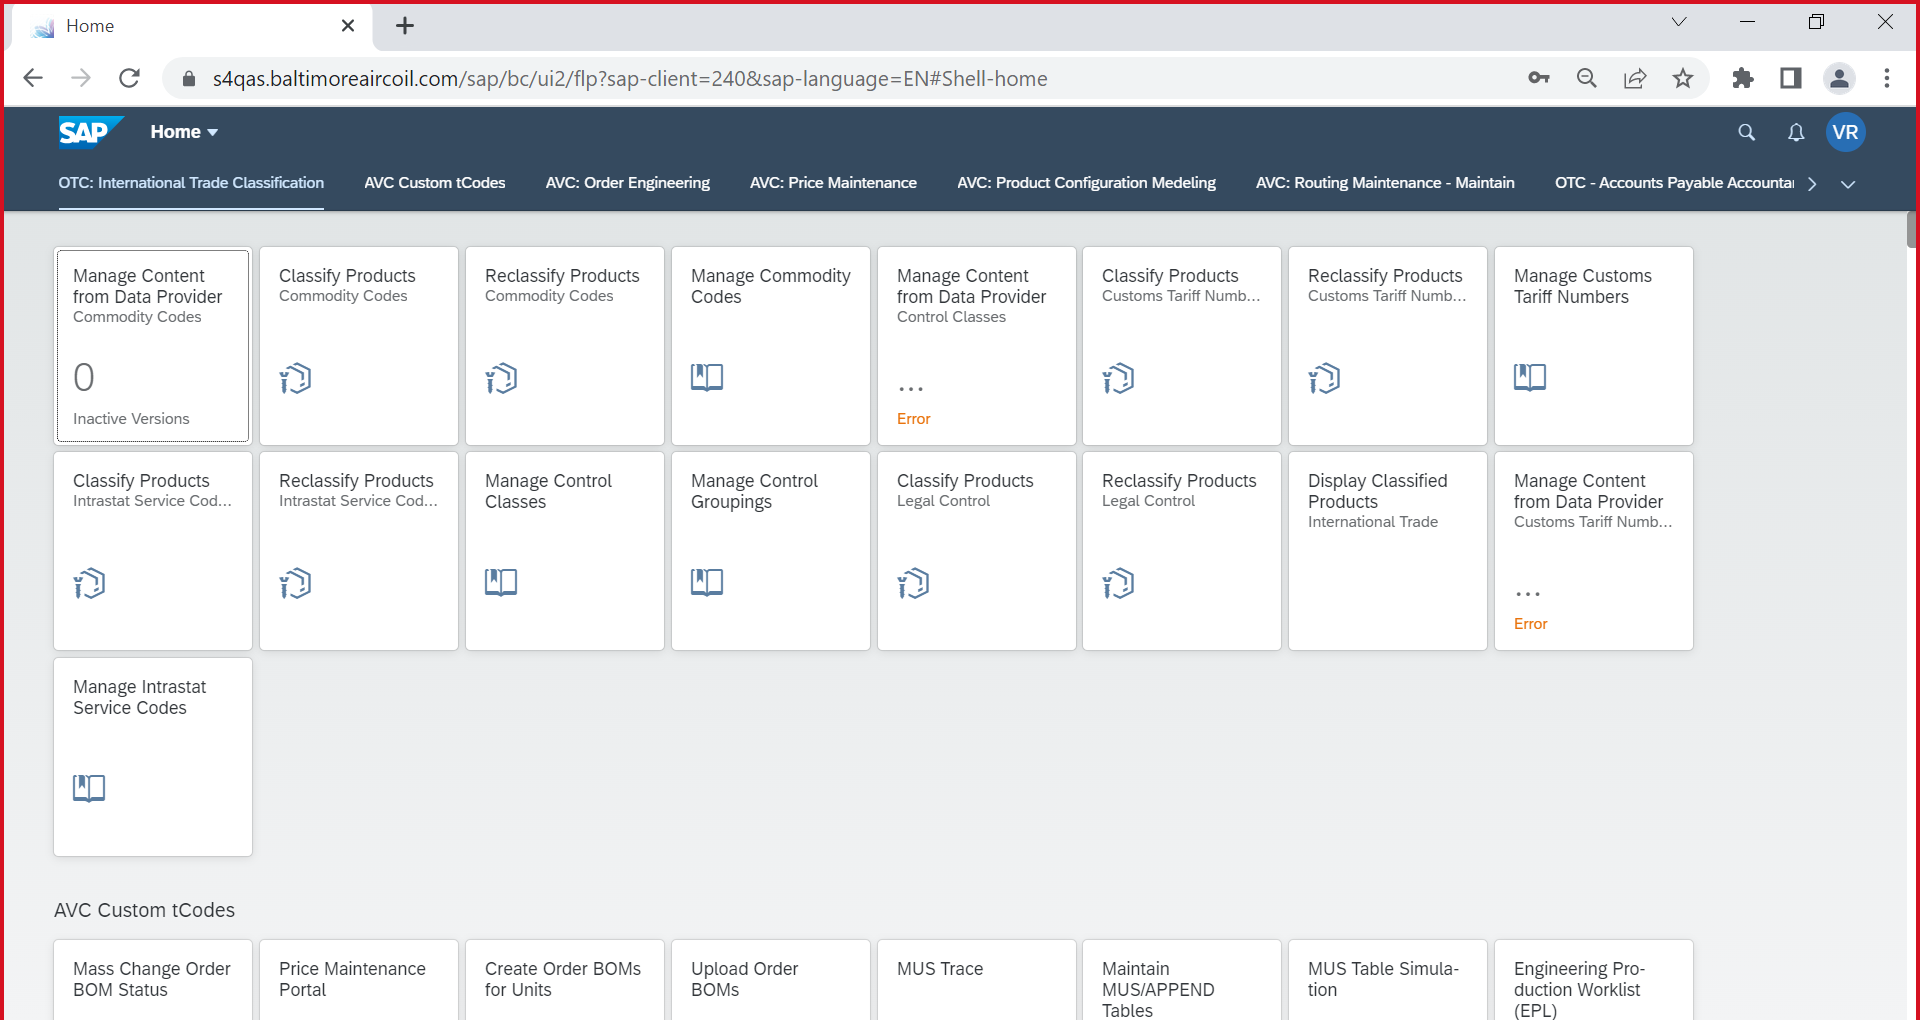 Home
s4qas.baltimoreaircoil.com/sap/bc/ui2/flp?sap-client=240&sap-language=EN#Shell-home
SAP
Home
VR
OTC: International Trade Classification
AVC Custom tCodes
AVC: Order Engineering
AVC: Price Maintenance
AVC: Product Configuration Medeling
AVC: Routing Maintenance - Maintain
OTC - Accounts Payable Accountan
Manage Content
from Data Provider
Commodity Codes
0
Inactive Versions
Classify Products
Commodity Codes
Reclassify Products
Commodity Codes
Manage Commodity
Codes
Manage Content
from Data Provider
Control Classes
...
Error
Classify Products
Customs Tariff Numb...
Reclassify Products
Customs Tariff Numb...
Manage Customs
Tariff Numbers
Classify Products
Intrastat Service Cod...
Reclassify Products
Intrastat Service Cod...
Manage Control
Classes
Manage Control
Groupings
Classify Products
Legal Control
Reclassify Products
Legal Control
Display Classified
Products
International Trade
Manage Content
from Data Provider
Customs Tariff Numb...
...
Error
Manage Intrastat
Service Codes
AVC Custom tCodes
Mass Change Order
BOM Status
Price Maintenance
Portal
Create Order BOMs
for Units
Upload Order
BOMs
MUS Trace
Maintain
MUS/APPEND
Tables
MUS Table Simula-
tion
Engineering Pro-
duction Worklist
(EPL)